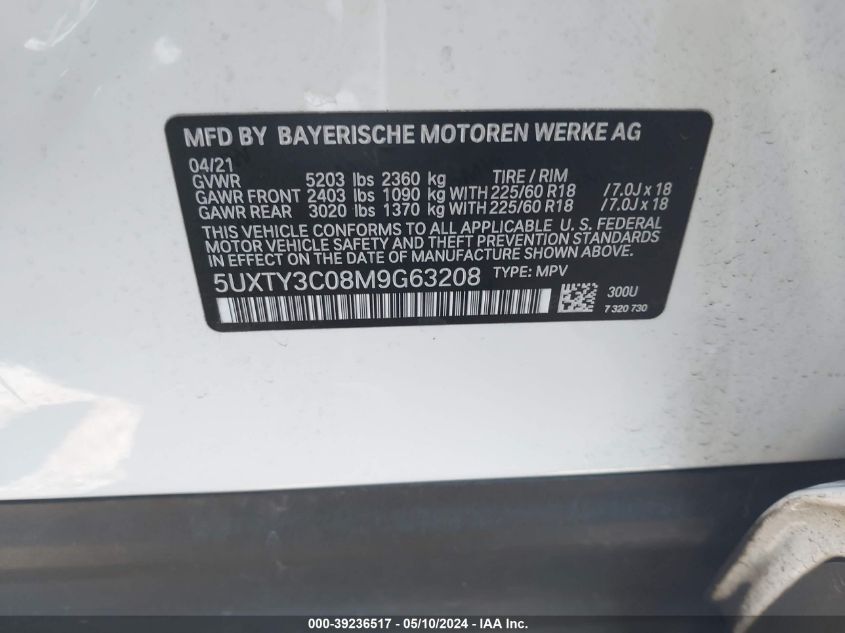 MFD BY BAYERISCHE MOTOREN WERKE AG
04/21
GVWR 5203 lbs 2360 kg TIRE / RIM
GAWR FRONT 2403 lbs 1090 kg WITH 225/60 R18 / 7.0J x 18
GAWR REAR 3020 lbs 1370 kg WITH 225/60 R18 / 7.0J x 18
THIS VEHICLE CONFORMS TO ALL APPLICABLE U. S. FEDERAL
MOTOR VEHICLE SAFETY AND THEFT PREVENTION STANDARDS
IN EFFECT ON THE DATE OF MANUFACTURE SHOWN ABOVE.
5UXTY3C08M9G63208 TYPE: MPV
300U
7 320 730
000-39236517 - 05/10/2024 - IAAI.com